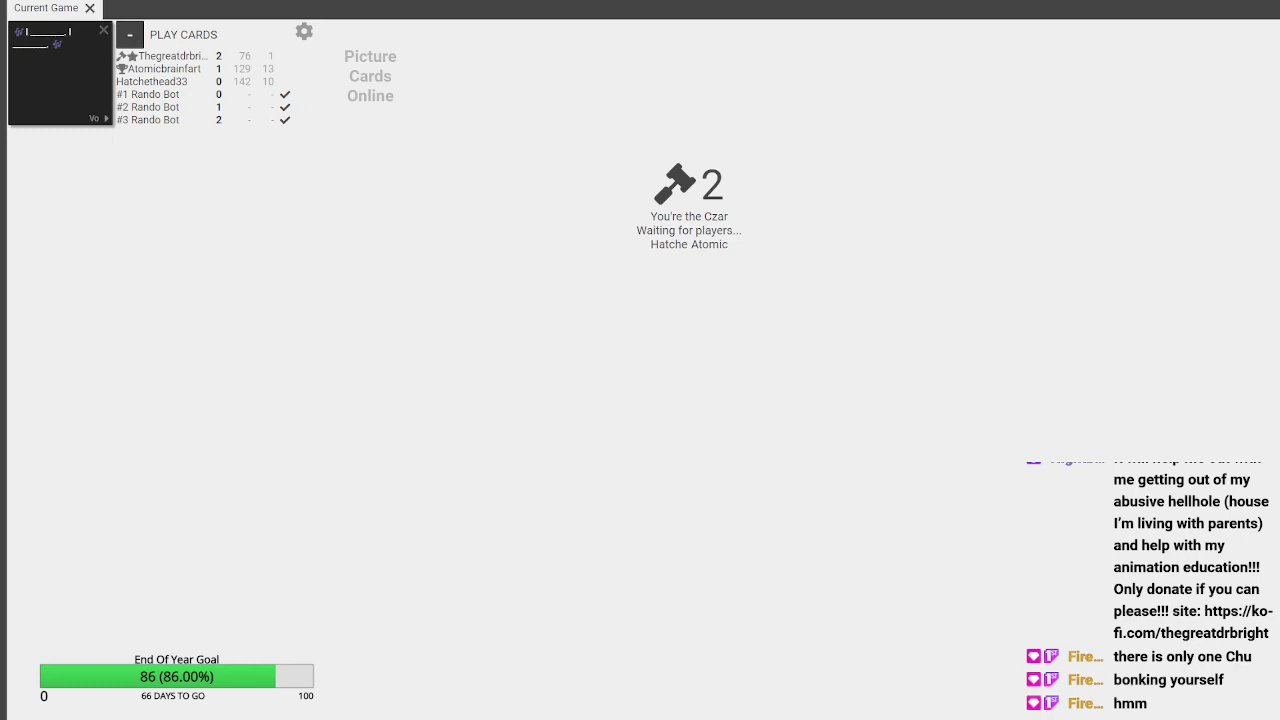 Current Game
I ______, I
______.
Vo
- PLAY CARDS
Thegreatdrbri... 2 76 1
Atomicbrainfart 1 129 13
Hatchethead33 0 142 10
#1 Rando Bot 0 - -
#2 Rando Bot 1 - -
#3 Rando Bot 2 - -
Picture
Cards
Online
2
You're the Czar
Waiting for players...
Hatche Atomic
me getting out of my
abusive hellhole (house
I'm living with parents)
and help with my
animation education!!!
Only donate if you can
please!!! site: https://ko-
fi.com/thegreatdrbright
Fire... there is only one Chu
Fire... bonking yourself
Fire... hmm
End Of Year Goal
86 (86.00%)
0 66 DAYS TO GO 100